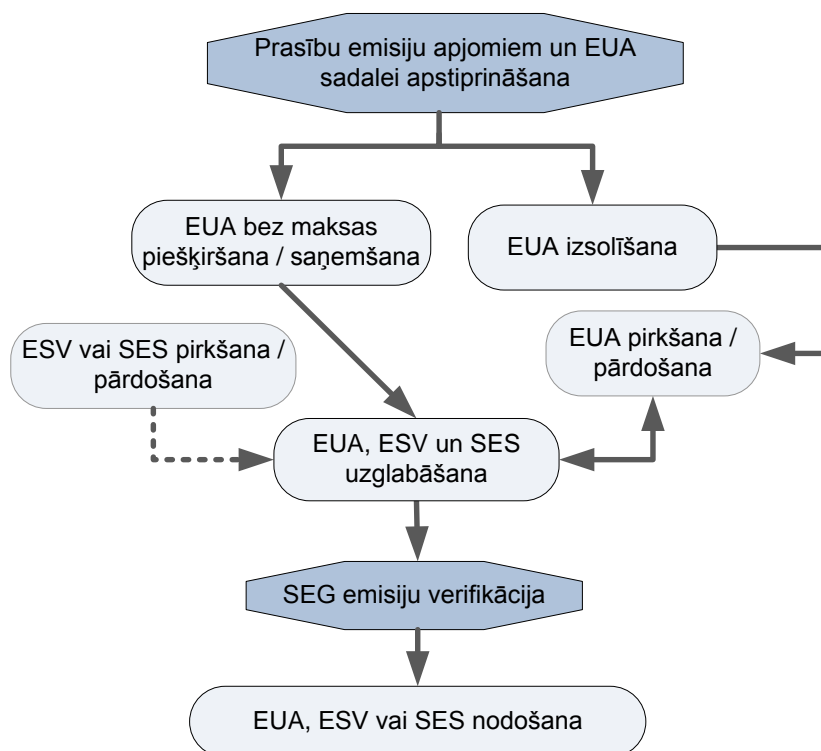 Prasību emisiju apjomiem un EUA
sadalei apstiprināšana
EUA bez maksas
piešķiršana / saņemšana
EUA izsolīšana
ESV vai SES pirkšana /
pārdošana
EUA pirkšana /
pārdošana
EUA, ESV un SES
uzglabāšana
SEG emisiju verifikācija
EUA, ESV vai SES nodošana